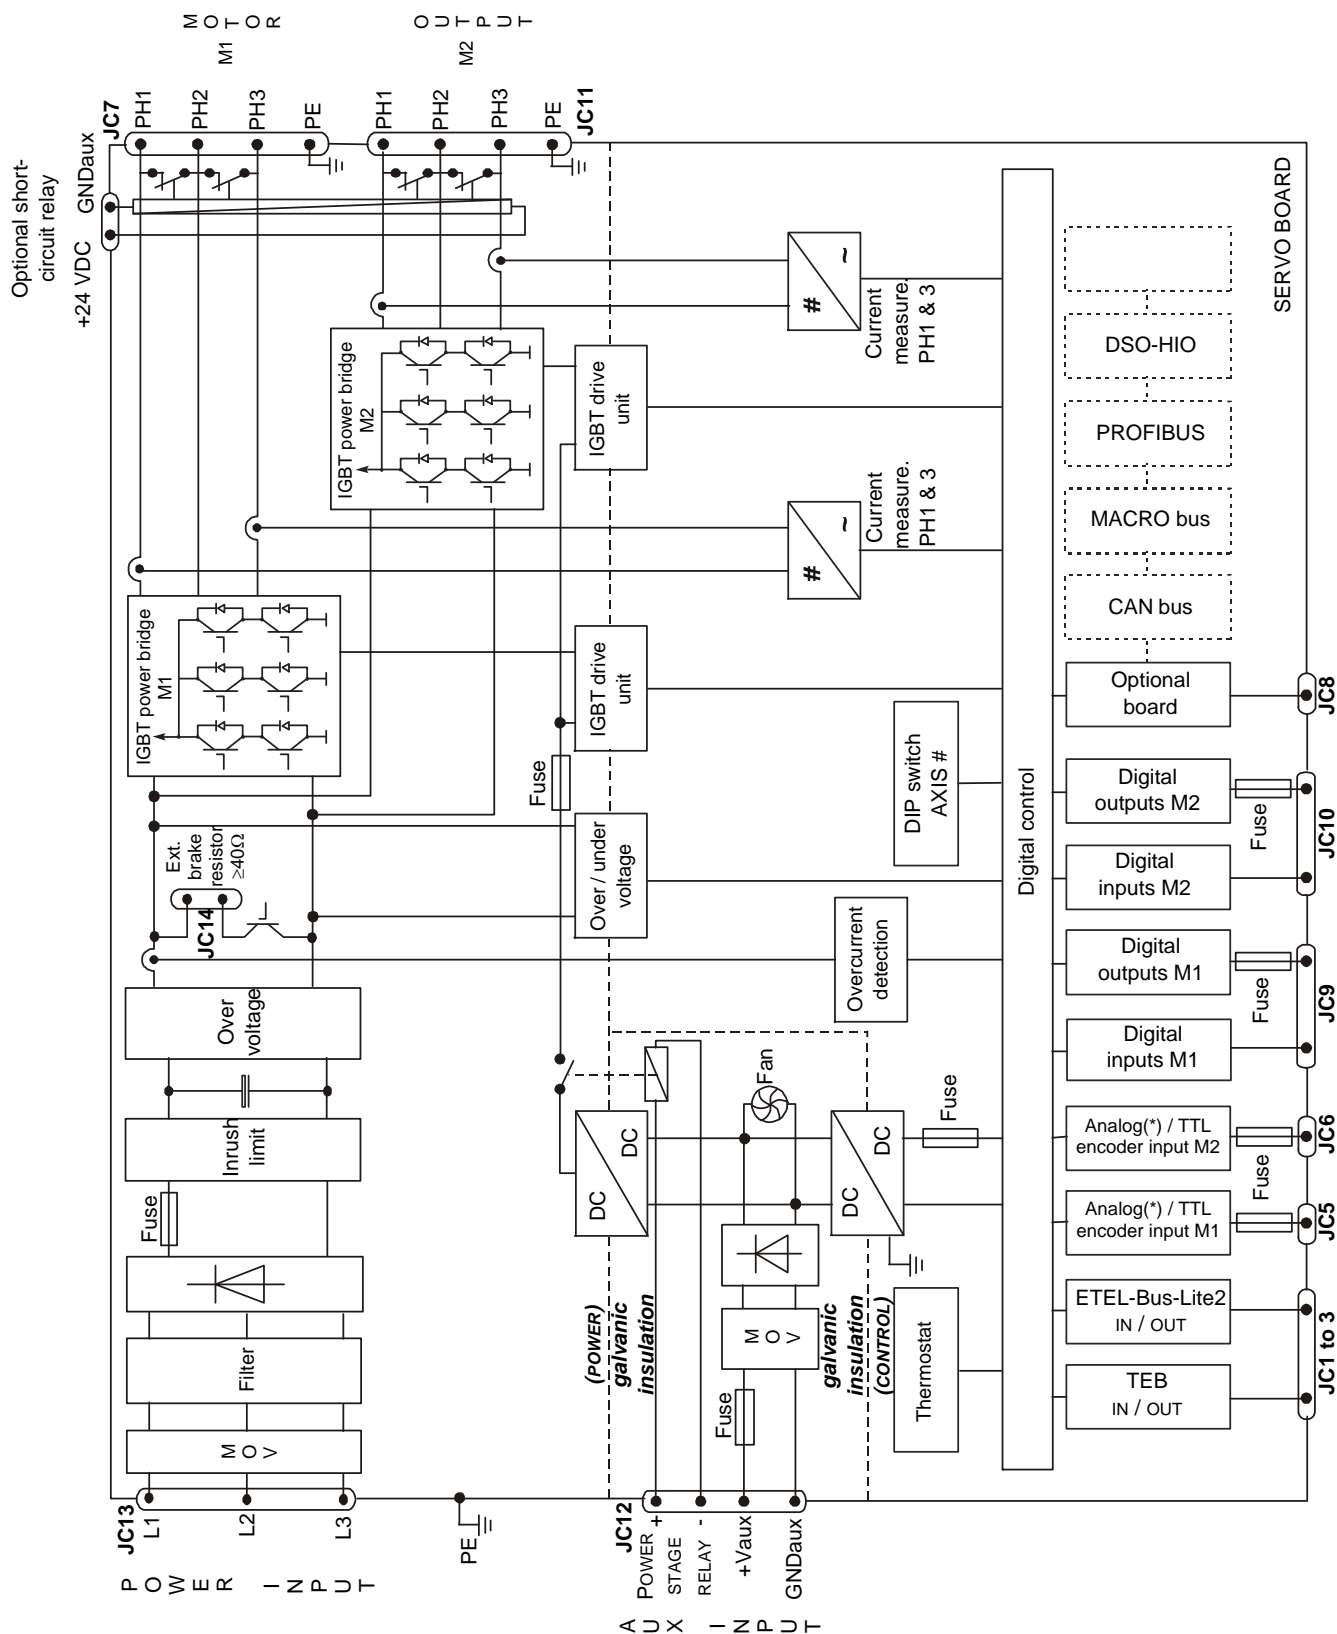 Optional short-
circuit relay
+24 VDC
GNDaux
JC7
PH1
PH2
PH3
PE
MOTOR
M1
PH1
PH2
PH3
PE
JC11
OUTPUT
M2
IGBT power bridge
M2
IGBT power bridge
M1
Ext.
brake
resistor
≥40Ω
JC14
Over
voltage
Inrush
limit
Fuse
Filter
MOV
JC13
L1
L2
L3
POWER INPUT
PE
IGBT drive
unit
IGBT drive
unit
Fuse
Over / under
voltage
#
~
Current
measure.
PH1 & 3
#
~
Current
measure.
PH1 & 3
DIP switch
AXIS #
Overcurrent
detection
DC
DC
Fan
DC
DC
Fuse
(POWER)
galvanic
insulation
MOV
galvanic
insulation
(CONTROL)
Fuse
Thermostat
JC12
POWER +
STAGE
RELAY -
+Vaux
GNDaux
AUX INPUT
Digital control
SERVO BOARD
DSO-HIO
PROFIBUS
MACRO bus
CAN bus
Optional
board
JC8
Digital
outputs M2
Fuse
Digital
inputs M2
JC10
Digital
outputs M1
Fuse
Digital
inputs M1
JC9
Analog(*) / TTL
encoder input M2
JC6
Fuse
Analog(*) / TTL
encoder input M1
JC5
ETEL-Bus-Lite2
IN / OUT
TEB
IN / OUT
JC1 to 3